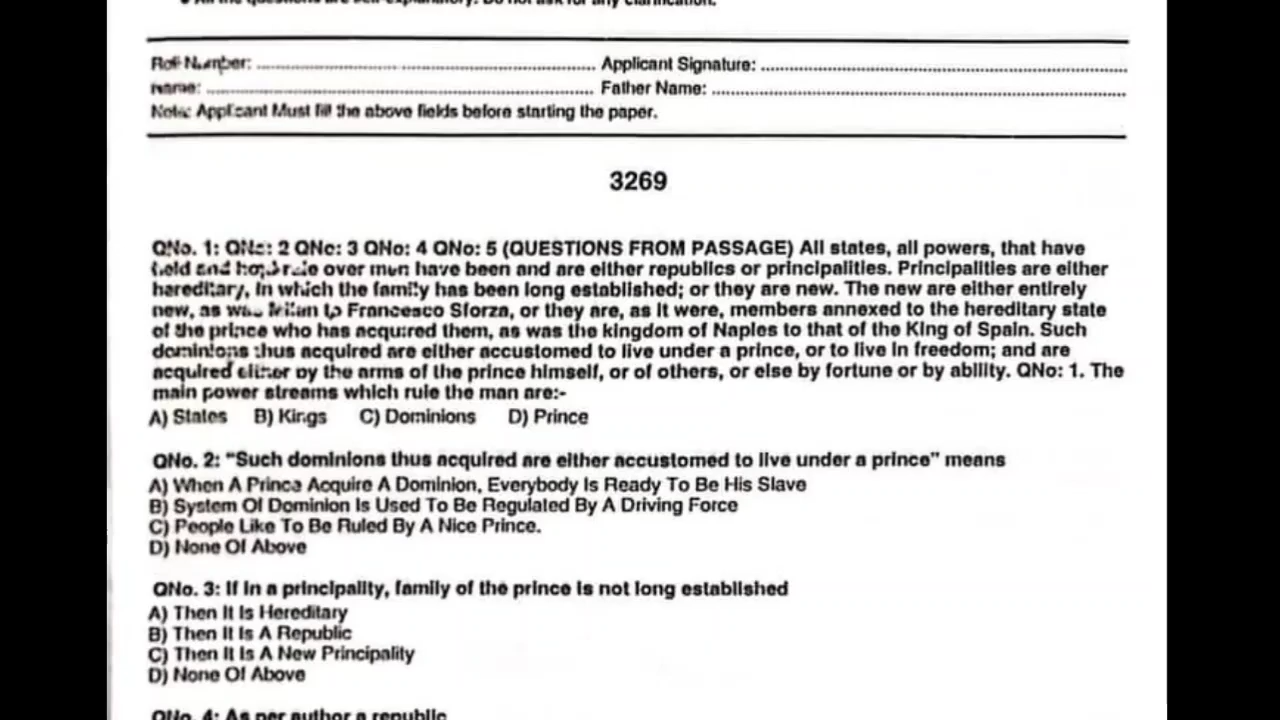 All the questions are self-explanatory. Do not ask for any clarification.
Roll Number: Applicant Signature:
Name: Father Name:
Note: Applicant Must fill the above fields before starting the paper.
3269
QNo. 1: QNo: 2 QNo: 3 QNo: 4 QNo: 5 (QUESTIONS FROM PASSAGE) All states, all powers, that have
held and hold rule over men have been and are either republics or principalities. Principalities are either
hereditary, in which the family has been long established; or they are new. The new are either entirely
new, as was Milan to Francesco Sforza, or they are, as it were, members annexed to the hereditary state
of the prince who has acquired them, as was the kingdom of Naples to that of the King of Spain. Such
dominions thus acquired are either accustomed to live under a prince, or to live in freedom; and are
acquired either by the arms of the prince himself, or of others, or else by fortune or by ability. QNo: 1. The
main power streams which rule the man are:-
A) States B) Kings C) Dominions D) Prince
QNo. 2: "Such dominions thus acquired are either accustomed to live under a prince" means
A) When A Prince Acquire A Dominion, Everybody Is Ready To Be His Slave
B) System Of Dominion Is Used To Be Regulated By A Driving Force
C) People Like To Be Ruled By A Nice Prince.
D) None Of Above
QNo. 3: If in a principality, family of the prince is not long established
A) Then It Is Hereditary
B) Then It Is A Republic
C) Then It Is A New Principality
D) None Of Above
QNo. 4: As per author a republic